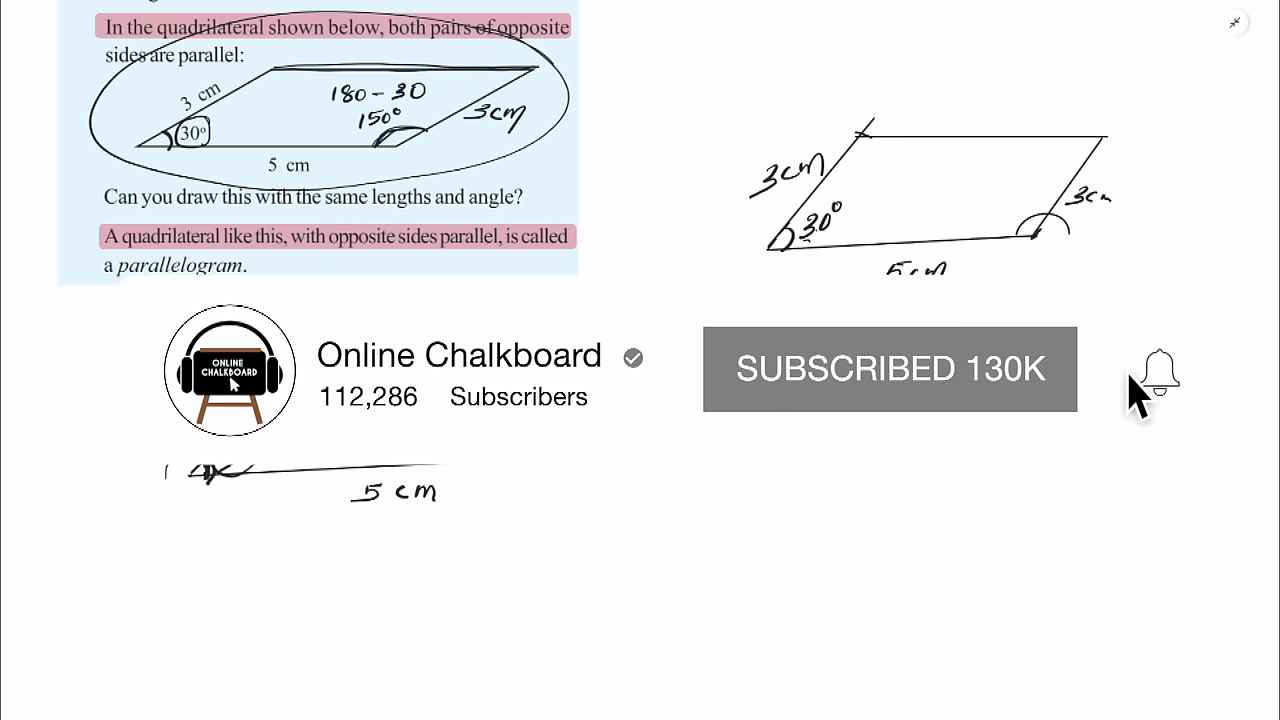 In the quadrilateral shown below, both pairs of opposite
sides are parallel:
3 cm
180 - 30
150°
3cm
30°
5 cm
Can you draw this with the same lengths and angle?
A quadrilateral like this, with opposite sides parallel, is called
a parallelogram.
3cm
30°
3cm
5cm
ONLINE
CHALKBOARD
Online Chalkboard
112,286 Subscribers
SUBSCRIBED 130K
5 cm